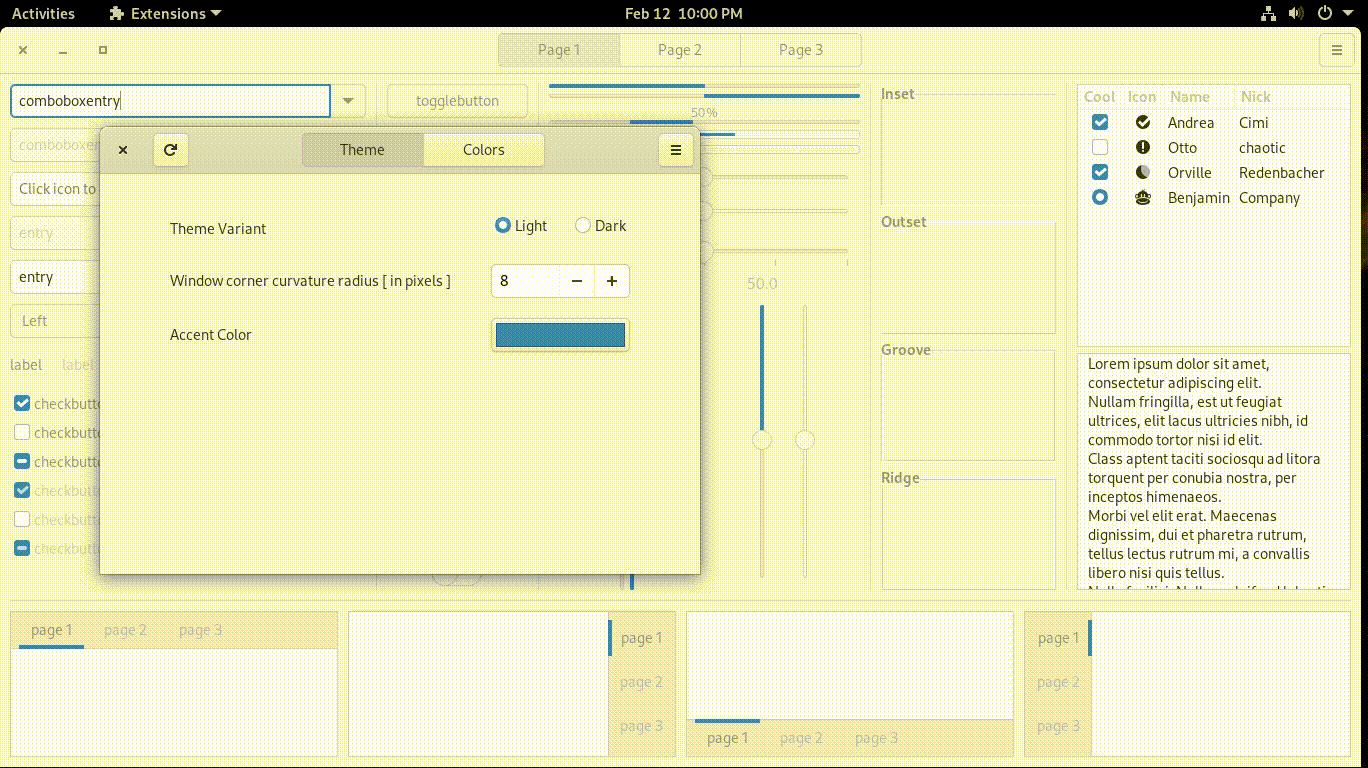 Activities Extensions Feb 12 10:00 PM
Page 1 Page 2 Page 3
comboboxentry togglebutton
50%
Click icon to
entry
entry
Left
label label
checkbutt
checkbutt
checkbutt
Theme Colors
Theme Variant Light Dark
Window corner curvature radius [ in pixels ] 8
Accent Color
50.0
Inset
Outset
Groove
Ridge
Cool Icon Name Nick
Andrea Cimi
Otto chaotic
Orville Redenbacher
Benjamin Company
Lorem ipsum dolor sit amet,
consectetur adipiscing elit.
Nullam fringilla, est ut feugiat
ultrices, elit lacus ultricies nibh, id
commodo tortor nisi id elit.
Class aptent taciti sociosqu ad litora
torquent per conubia nostra, per
inceptos himenaeos.
Morbi vel elit erat. Maecenas
dignissim, dui et pharetra rutrum,
tellus lectus rutrum mi, a convallis
libero nisi quis tellus.
page 1 page 2 page 3
page 1
page 2
page 3
page 1 page 2 page 3
page 1
page 2
page 3